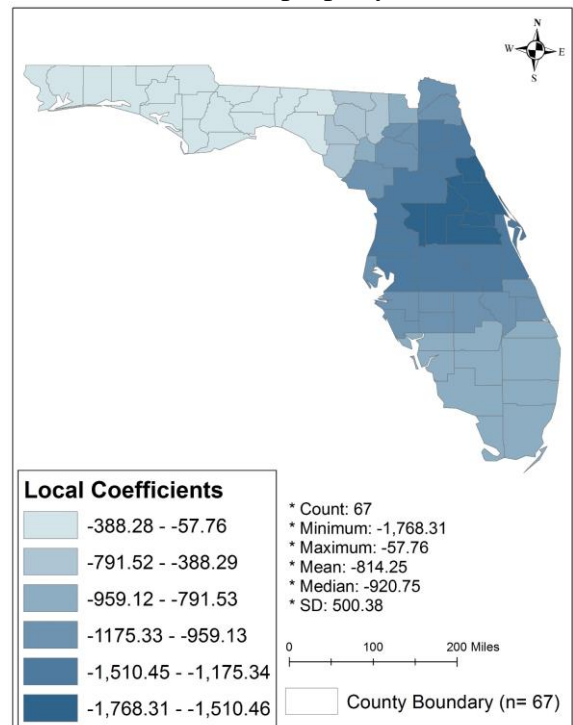 N
W E
S
Local Coefficients
-388.28 - -57.76
-791.52 - -388.29
-959.12 - -791.53
-1175.33 - -959.13
-1,510.45 - -1,175.34
-1,768.31 - -1,510.46
* Count: 67
* Minimum: -1,768.31
* Maximum: -57.76
* Mean: -814.25
* Median: -920.75
* SD: 500.38
0 100 200 Miles
County Boundary (n= 67)